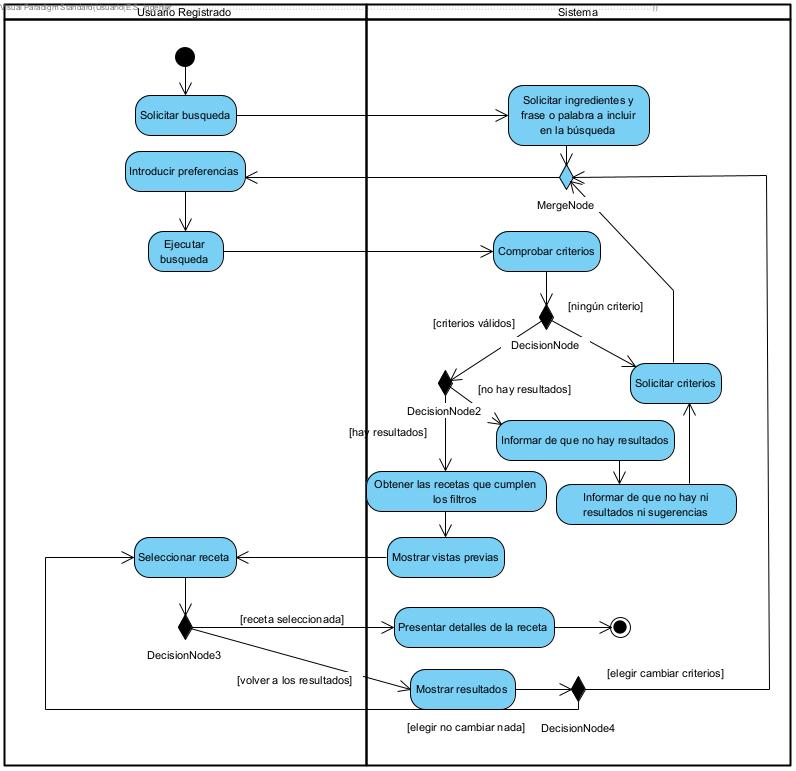 Visual Paradigm Standard(Usuario(E.S.
Usuario Registrado
Sistema
Solicitar busqueda
Solicitar ingredientes y
frase o palabra a incluir
en la búsqueda
Introducir preferencias
MergeNode
Ejecutar
busqueda
Comprobar criterios
[ningún criterio]
[criterios válidos]
DecisionNode
Solicitar criterios
[no hay resultados]
DecisionNode2
[hay resultados]
Informar de que no hay resultados
Obtener las recetas que cumplen
los filtros
Informar de que no hay ni
resultados ni sugerencias
Seleccionar receta
Mostrar vistas previas
[receta seleccionada]
Presentar detalles de la receta
DecisionNode3
[volver a los resultados]
Mostrar resultados
[elegir cambiar criterios]
[elegir no cambiar nada]
DecisionNode4